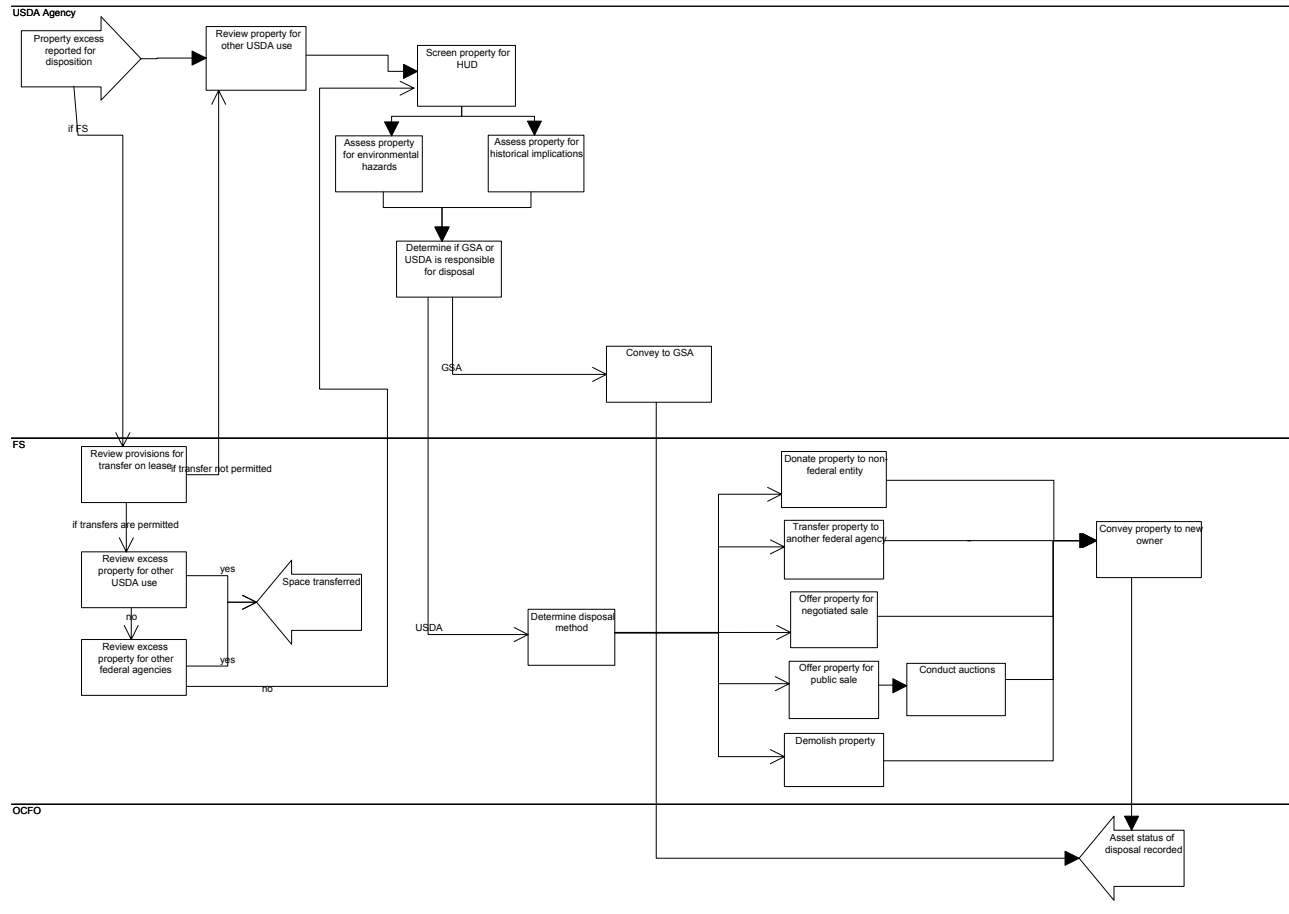 USDA Agency
Property excess
reported for
disposition
Review property for
other USDA use
Screen property for
HUD
if FS
Assess property
for environmental
hazards
Assess property for
historical implications
Determine if GSA or
USDA is responsible
for disposal
GSA
Convey to GSA
FS
Review provisions for
transfer on lease
if transfer not permitted
if transfers are permitted
Review excess
property for other
USDA use
yes
Space transferred
no
Review excess
property for other
federal agencies
yes
no
USDA
Determine disposal
method
Donate property to non-
federal entity
Transfer property to
another federal agency
Offer property for
negotiated sale
Offer property for
public sale
Conduct auctions
Demolish property
Convey property to new
owner
OCFO
Asset status of
disposal recorded